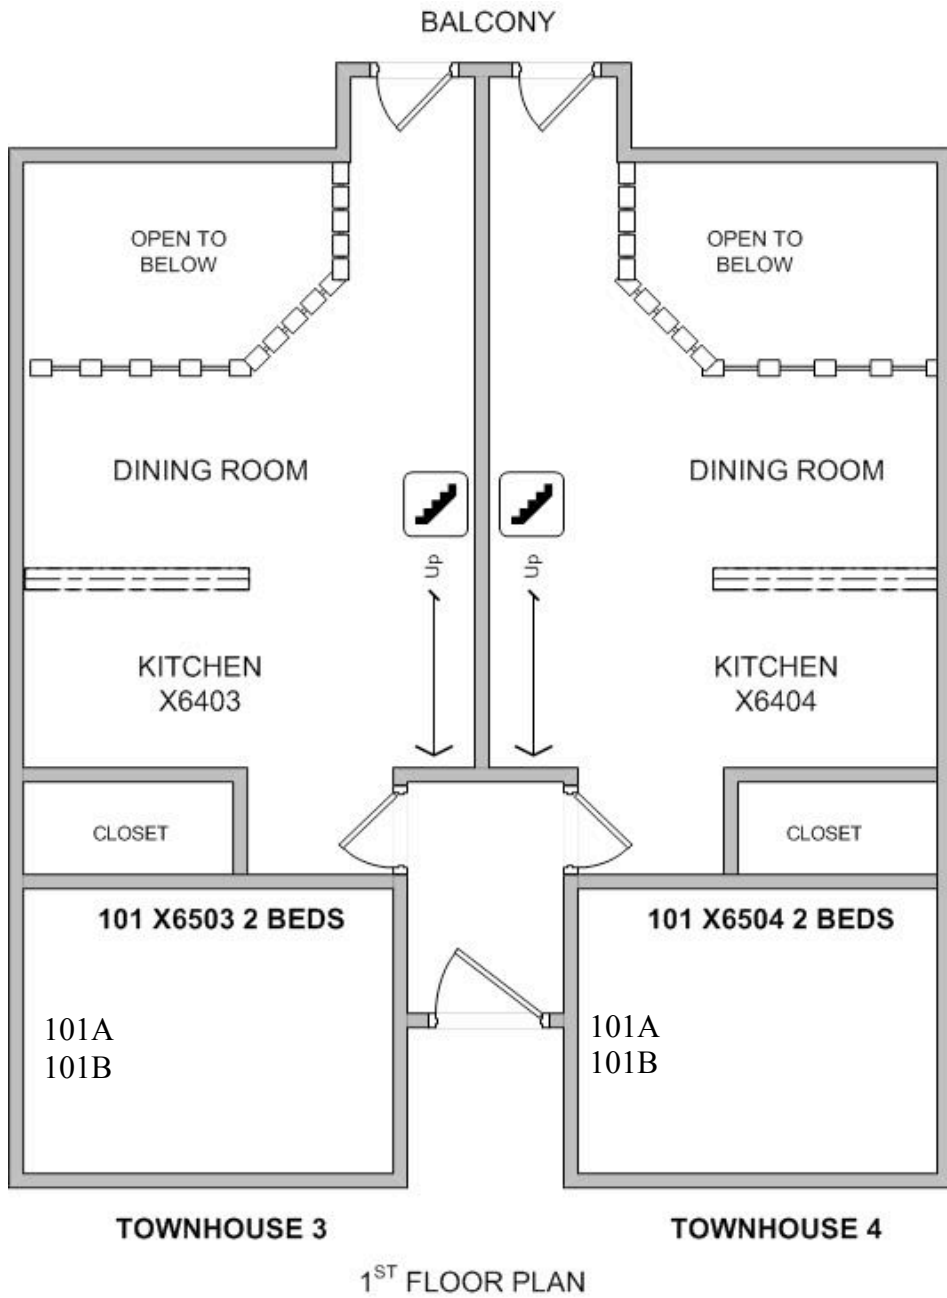 BALCONY
OPEN TO
BELOW
OPEN TO
BELOW
DINING ROOM
DINING ROOM
Up
Up
KITCHEN
X6403
KITCHEN
X6404
CLOSET
CLOSET
101 X6503 2 BEDS
101 X6504 2 BEDS
101A
101B
101A
101B
TOWNHOUSE 3
TOWNHOUSE 4
1ST FLOOR PLAN